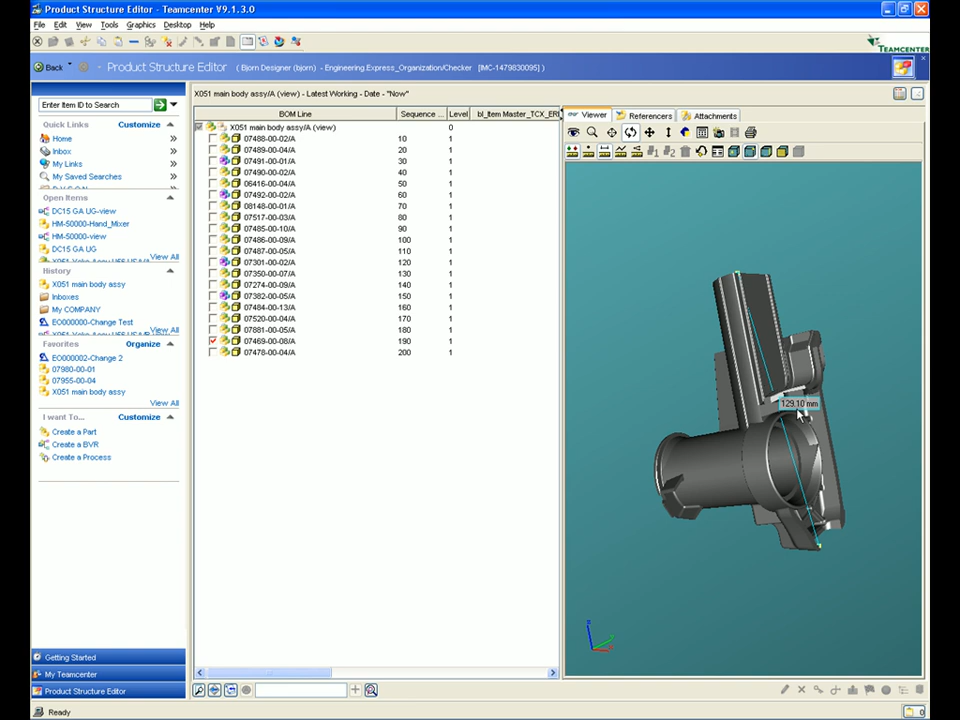 Product Structure Editor - Teamcenter V9.1.3.0
File Edit View Tools Graphics Desktop Help
TEAMCENTER
Back
Product Structure Editor ( Bjorn Designer (bjorn) - Engineering.Express_Organization/Checker [IMC-1479830095] )
Enter Item ID to Search
Quick Links Customize
Home
Inbox
My Links
My Saved Searches
Open Items
DC15 GA UG-view
HM-50000-Hand_Mixer
HM-50000-view
DC15 GA UG
View All
History
X051 main body assy
Inboxes
My COMPANY
EO000000-Change Test
View All
Favorites Organize
EO000002-Change 2
07980-00-01
07955-00-04
X051 main body assy
View All
I want To... Customize
Create a Part
Create a BVR
Create a Process
Getting Started
My Teamcenter
Product Structure Editor
Ready
X051 main body assy/A (view) - Latest Working - Date - "Now"
BOM Line Sequence ... Level bl_Item Master_TCX_ERI
X051 main body assy/A (view) 0
07488-00-02/A 10 1
07489-00-04/A 20 1
07491-00-01/A 30 1
07490-00-02/A 40 1
06416-00-04/A 50 1
07492-00-02/A 60 1
08148-00-01/A 70 1
07517-00-03/A 80 1
07485-00-10/A 90 1
07486-00-09/A 100 1
07487-00-05/A 110 1
07301-00-02/A 120 1
07350-00-07/A 130 1
07274-00-09/A 140 1
07382-00-05/A 150 1
07484-00-13/A 160 1
07520-00-04/A 170 1
07881-00-05/A 180 1
07469-00-08/A 190 1
07478-00-04/A 200 1
Viewer Referencers Attachments
129.10 mm
0